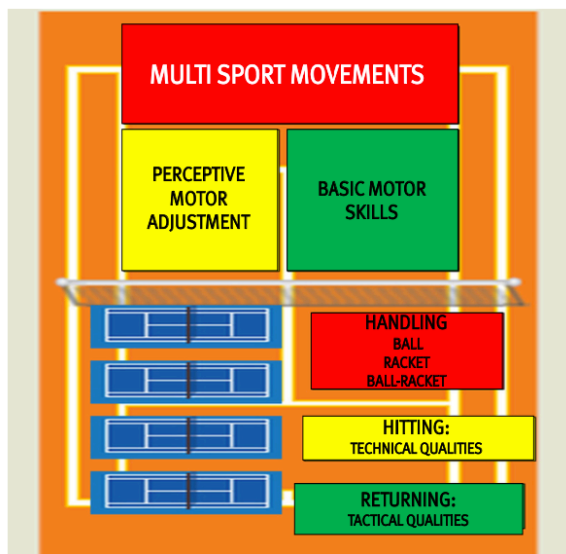 MULTI SPORT MOVEMENTS
PERCEPTIVE
MOTOR
ADJUSTMENT
BASIC MOTOR
SKILLS
HANDLING
BALL
RACKET
BALL-RACKET
HITTING:
TECHNICAL QUALITIES
RETURNING:
TACTICAL QUALITIES